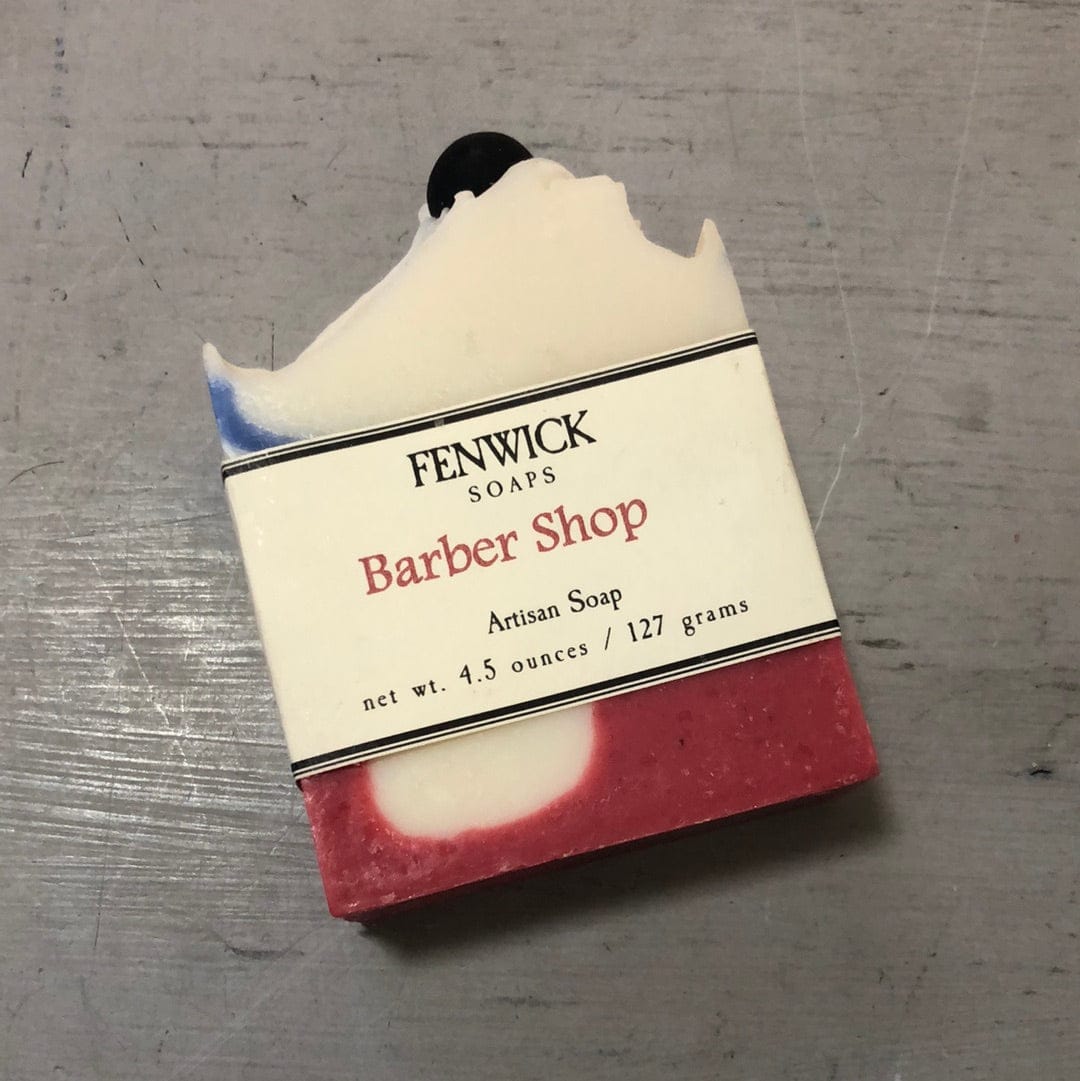 FENWICK
SOAPS
Barber Shop
Artisan Soap
net wt. 4.5 ounces / 127 grams